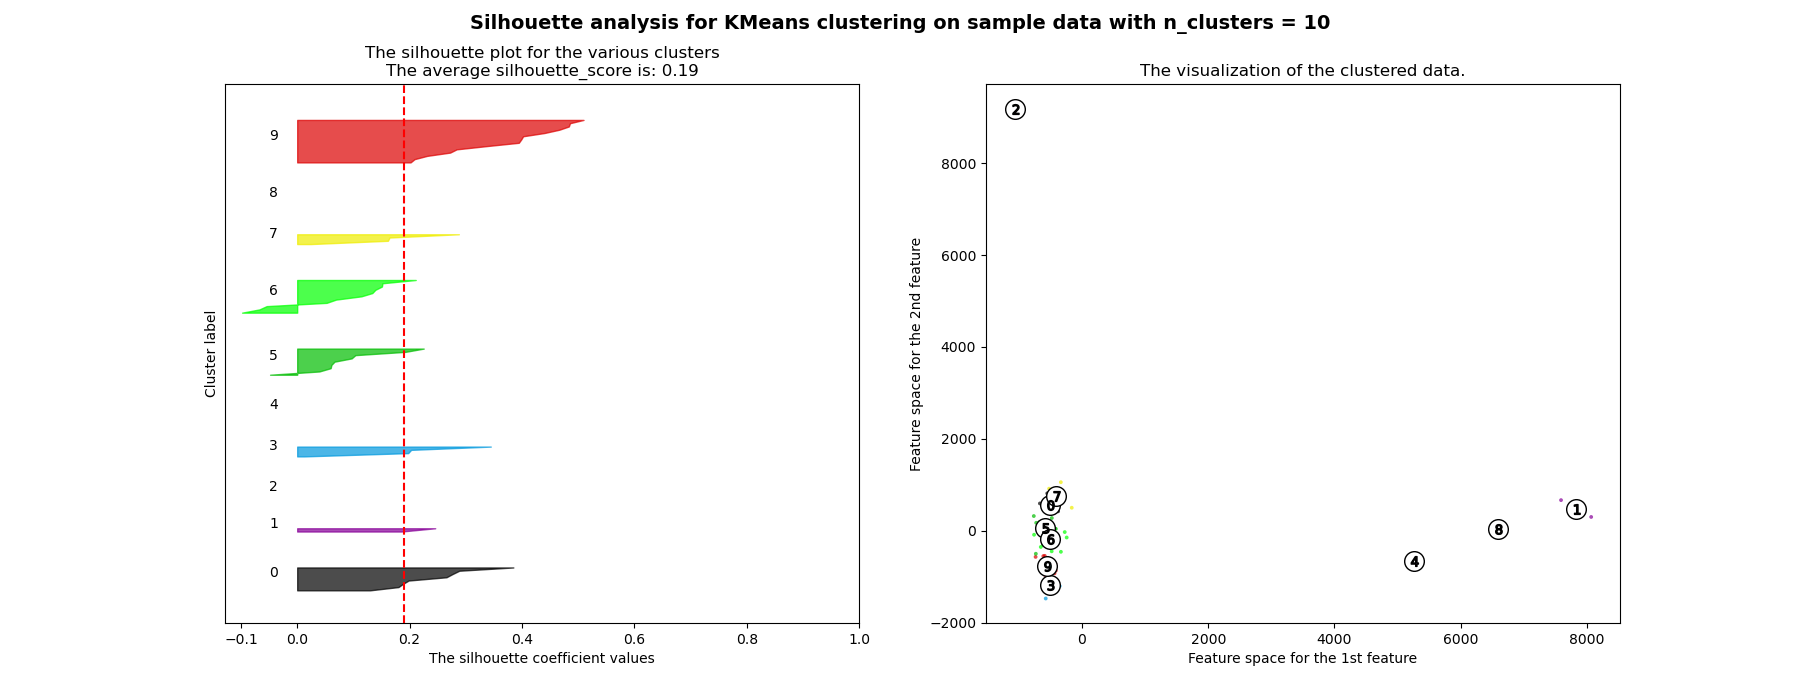 Silhouette analysis for KMeans clustering on sample data with n_clusters = 10
The silhouette plot for the various clusters
The average silhouette_score is: 0.19
9
8
7
6
5
4
3
2
1
0
Cluster label
−0.1 0.0 0.2 0.4 0.6 0.8 1.0
The silhouette coefficient values
The visualization of the clustered data.
2
7
0
5
6
9
3
4
8
1
8000
6000
4000
2000
0
−2000
Feature space for the 2nd feature
0 2000 4000 6000 8000
Feature space for the 1st feature